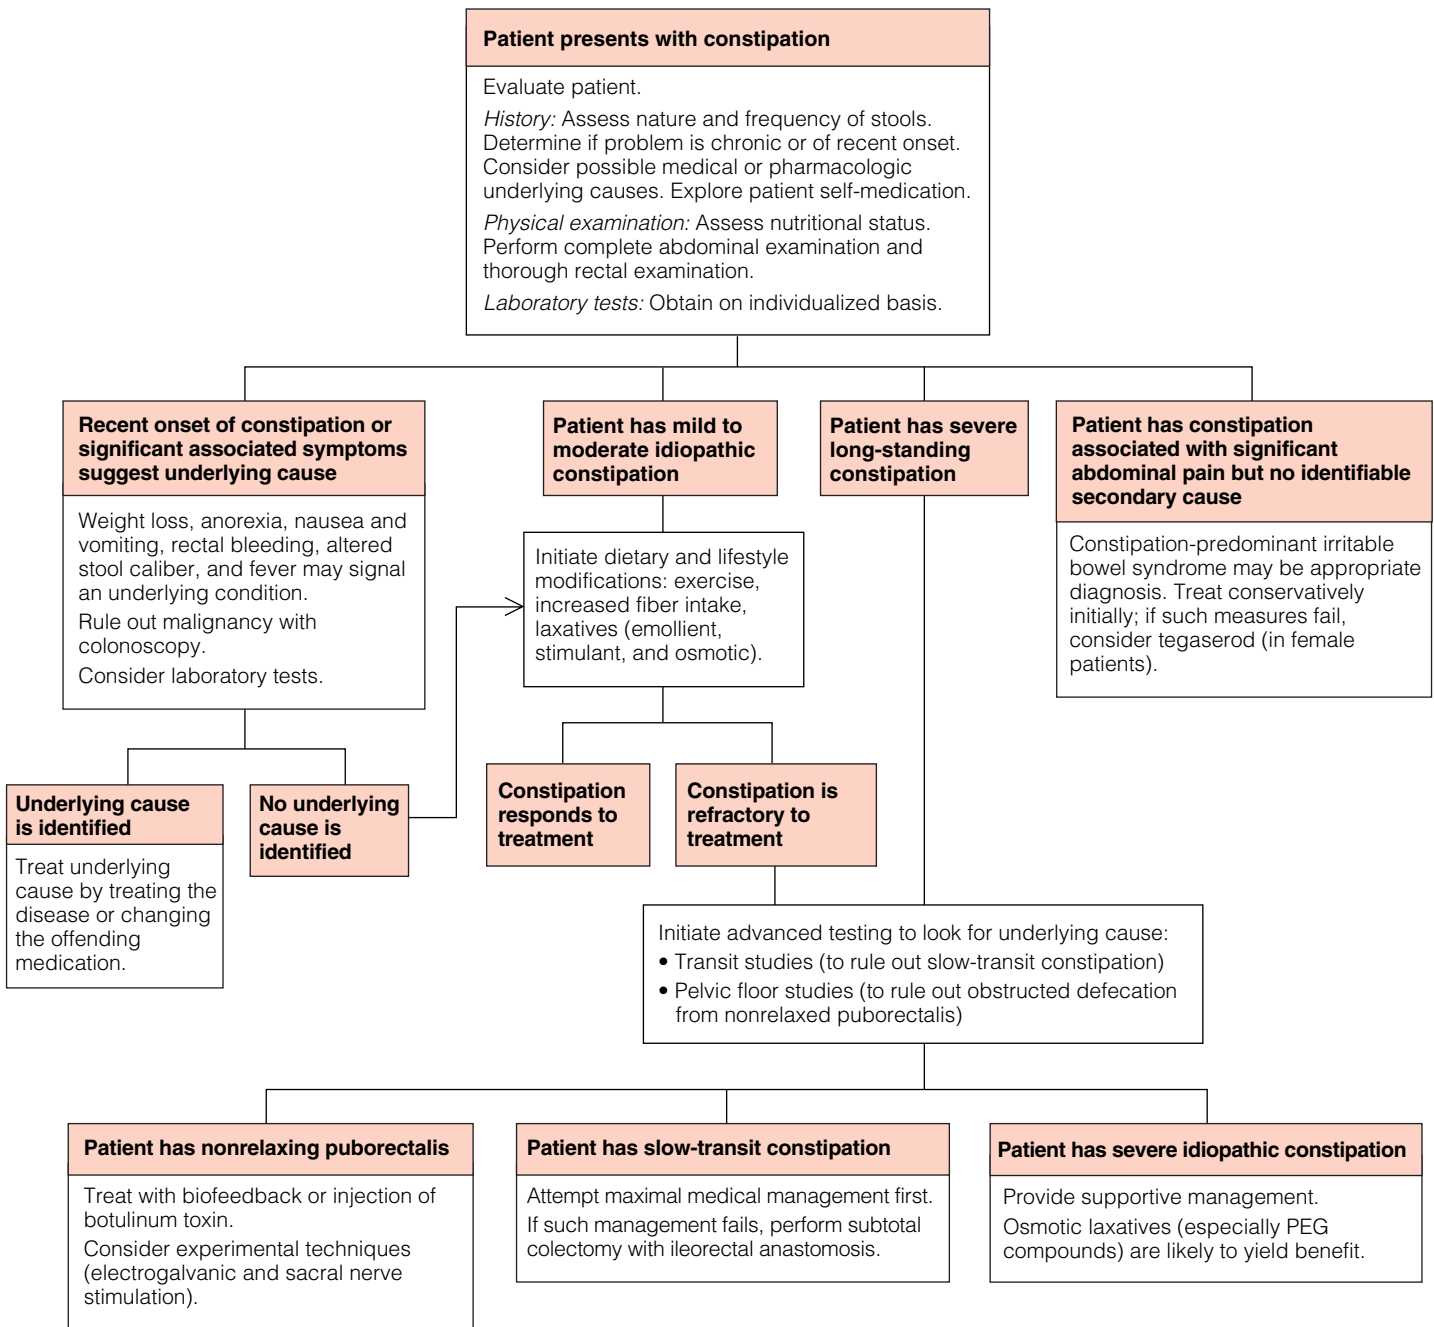 Patient presents with constipation
Evaluate patient.
History: Assess nature and frequency of stools.
Determine if problem is chronic or of recent onset.
Consider possible medical or pharmacologic
underlying causes. Explore patient self-medication.
Physical examination: Assess nutritional status.
Perform complete abdominal examination and
thorough rectal examination.
Laboratory tests: Obtain on individualized basis.
Recent onset of constipation or
significant associated symptoms
suggest underlying cause
Weight loss, anorexia, nausea and
vomiting, rectal bleeding, altered
stool caliber, and fever may signal
an underlying condition.
Rule out malignancy with
colonoscopy.
Consider laboratory tests.
Patient has mild to
moderate idiopathic
constipation
Initiate dietary and lifestyle
modifications: exercise,
increased fiber intake,
laxatives (emollient,
stimulant, and osmotic).
Patient has severe
long-standing
constipation
Patient has constipation
associated with significant
abdominal pain but no identifiable
secondary cause
Constipation-predominant irritable
bowel syndrome may be appropriate
diagnosis. Treat conservatively
initially; if such measures fail,
consider tegaserod (in female
patients).
Underlying cause
is identified
Treat underlying
cause by treating the
disease or changing
the offending
medication.
No underlying
cause is
identified
Constipation
responds to
treatment
Constipation is
refractory to
treatment
Initiate advanced testing to look for underlying cause:
• Transit studies (to rule out slow-transit constipation)
• Pelvic floor studies (to rule out obstructed defecation
from nonrelaxed puborectalis)
Patient has nonrelaxing puborectalis
Treat with biofeedback or injection of
botulinum toxin.
Consider experimental techniques
(electrogalvanic and sacral nerve
stimulation).
Patient has slow-transit constipation
Attempt maximal medical management first.
If such management fails, perform subtotal
colectomy with ileorectal anastomosis.
Patient has severe idiopathic constipation
Provide supportive management.
Osmotic laxatives (especially PEG
compounds) are likely to yield benefit.